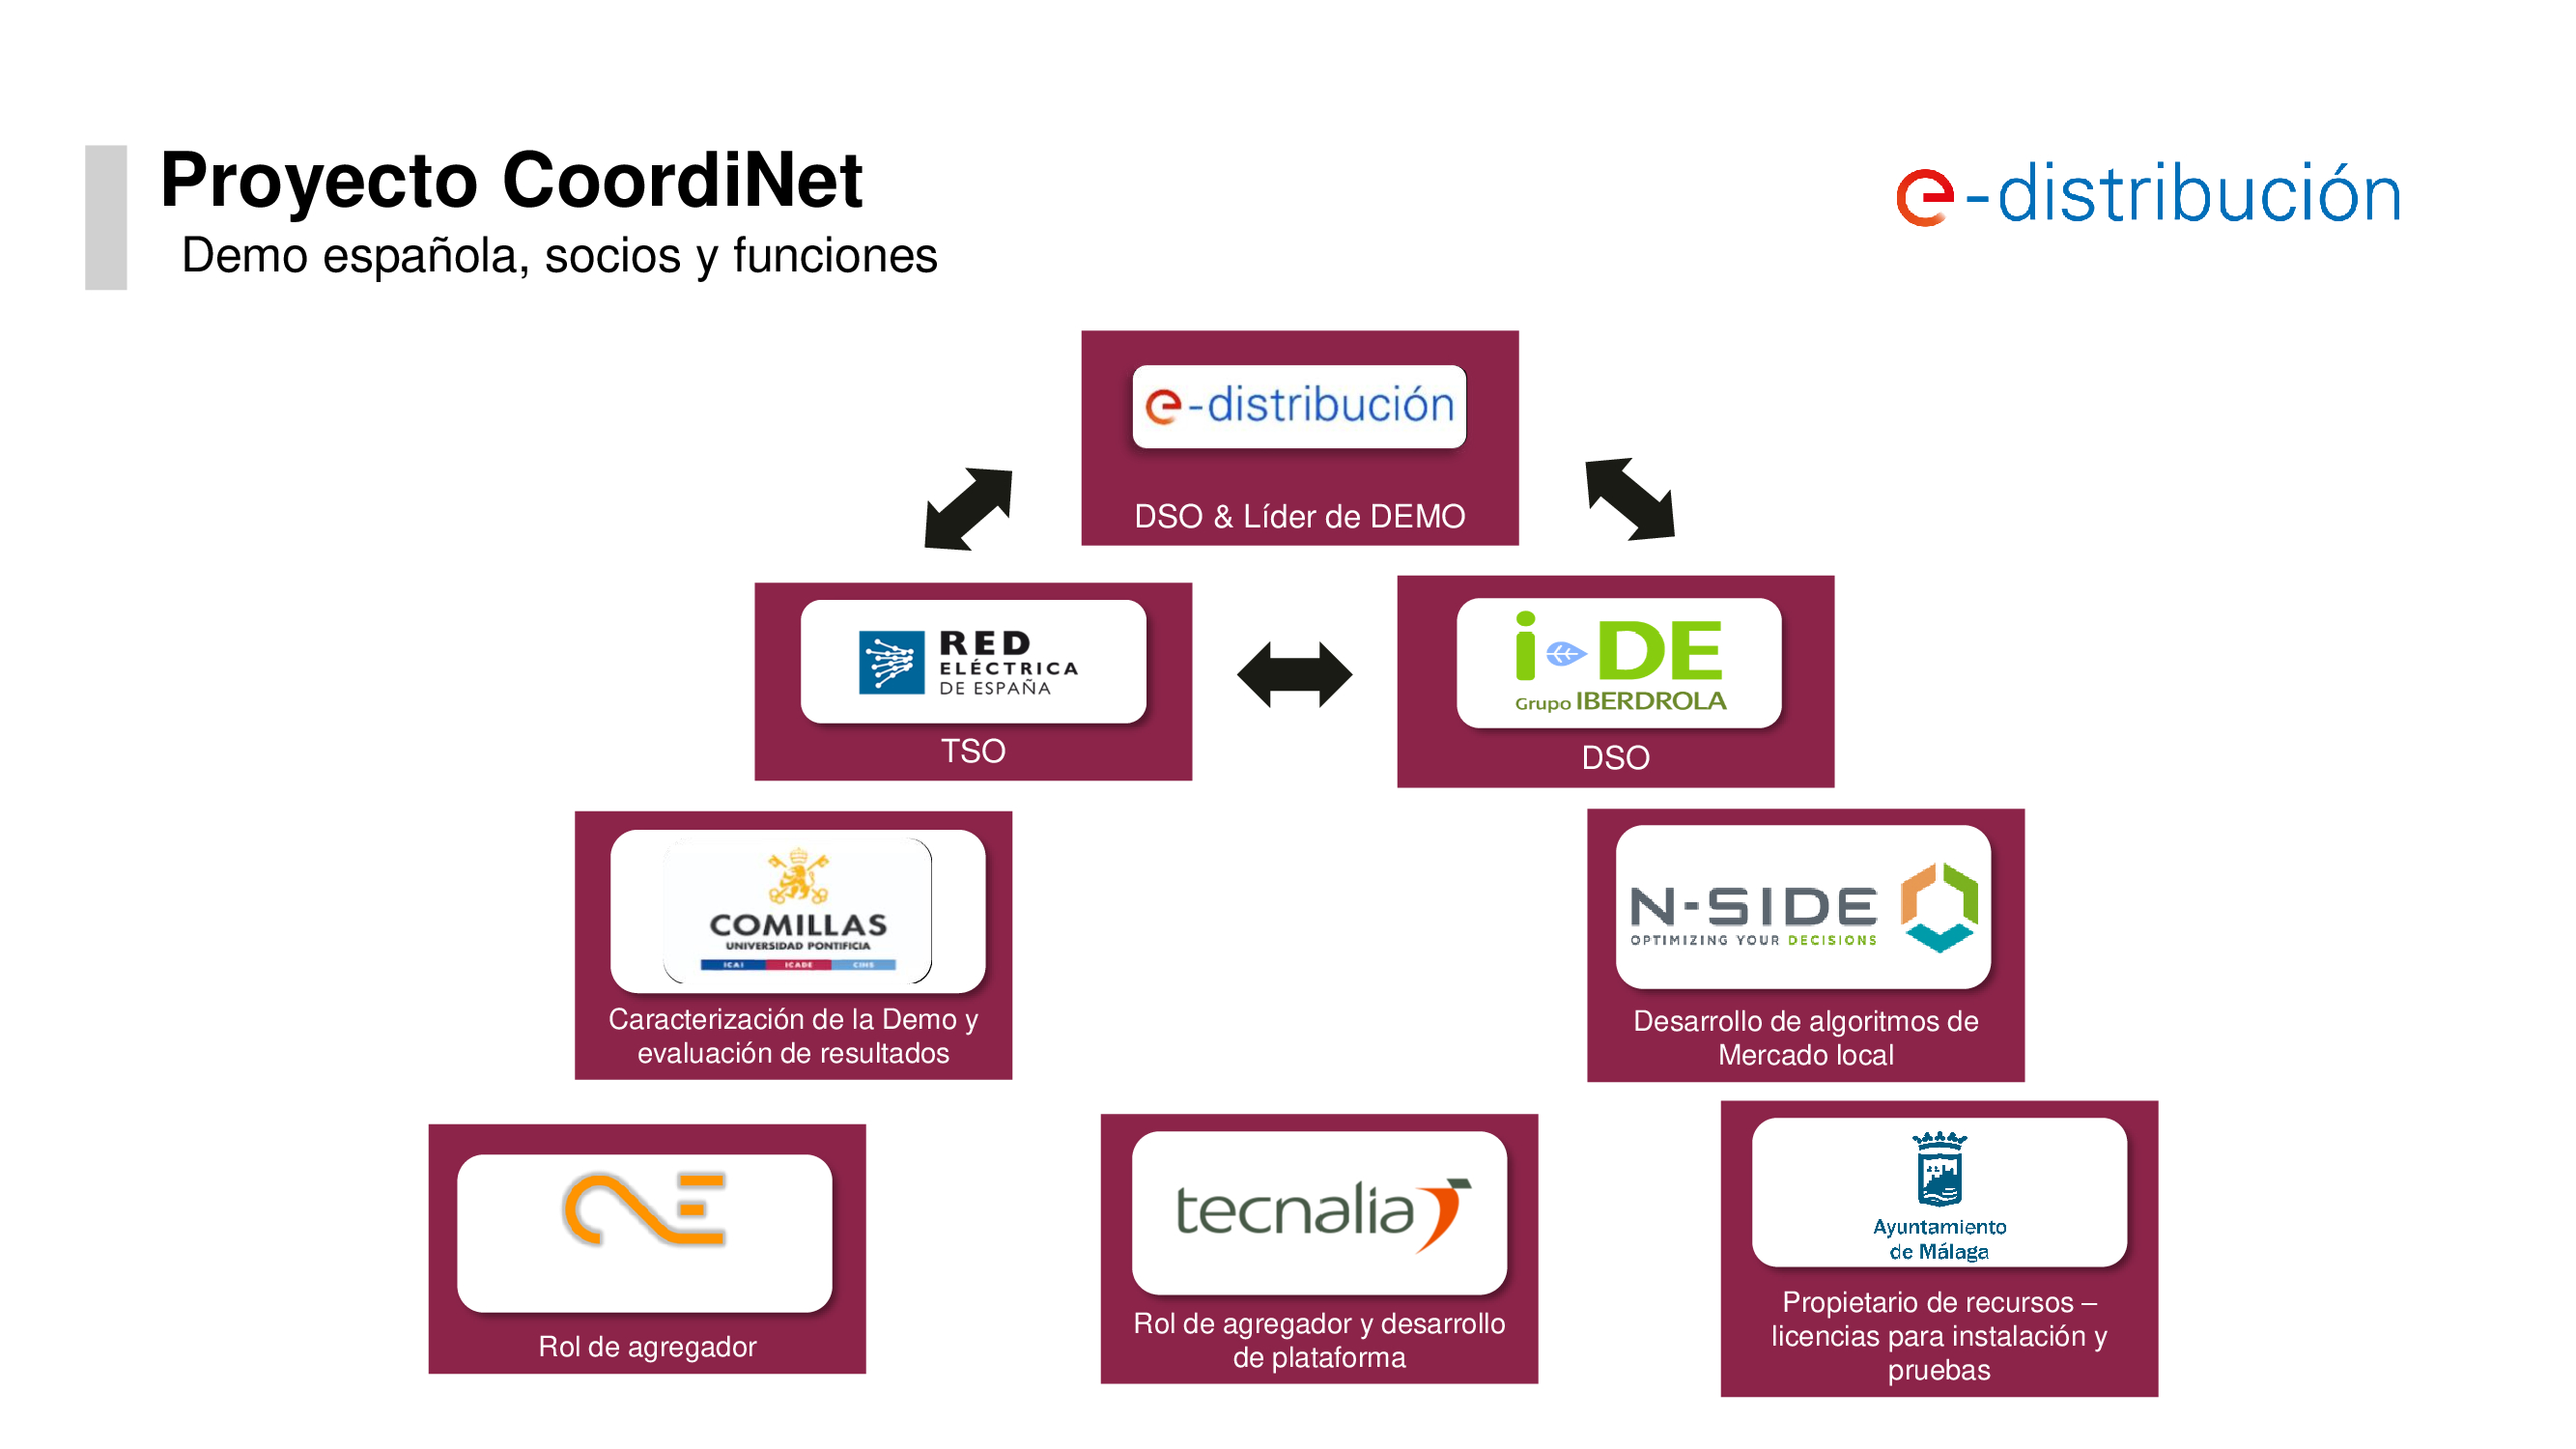 Proyecto CoordiNet
Demo española, socios y funciones
e-distribución
e-distribución
DSO & Líder de DEMO
RED
ELÉCTRICA
DE ESPAÑA
TSO
i-DE
Grupo IBERDROLA
DSO
COMILLAS
UNIVERSIDAD PONTIFICIA
ICAI ICADE CIHS
Caracterización de la Demo y
evaluación de resultados
N-SIDE
OPTIMIZING YOUR DECISIONS
Desarrollo de algoritmos de
Mercado local
Rol de agregador
tecnalia
Rol de agregador y desarrollo
de plataforma
Ayuntamiento
de Málaga
Propietario de recursos –
licencias para instalación y
pruebas